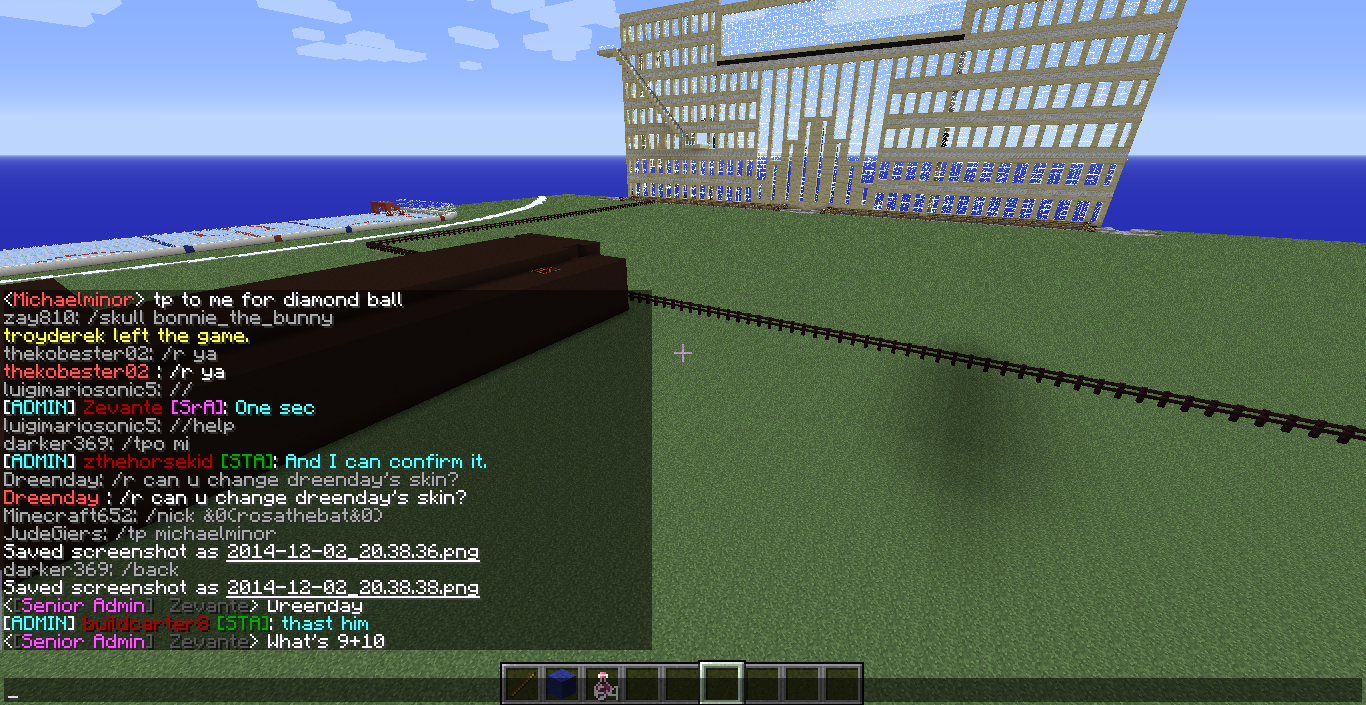 <Michaelminor> tp to me for diamond ball
zay810: /skull bonnie_the_bunny
troyderek left the game.
thekobester02: /r ya
thekobester02 : /r ya
luigimariosonic5: //
[ADMIN] Zevante [SrA]: One sec
luigimariosonic5: //help
darker369: /tpo mi
[ADMIN] zthehorsekid [STA]: And I can confirm it.
Dreenday: /r can u change dreenday's skin?
Dreenday : /r can u change dreenday's skin?
Minecraft652: /nick &0(rosathebat&0)
JudeGiers: /tp michaelminor
Saved screenshot as 2014-12-02_20.38.36.png
darker369: /back
Saved screenshot as 2014-12-02_20.38.38.png
<[Senior Admin] Zevante> Dreenday
[ADMIN] buildcarter8 [STA]: thast him
<[Senior Admin] Zevante> What's 9+10
64
_